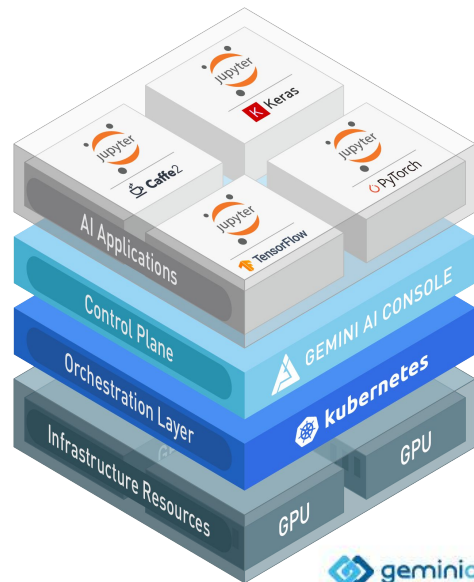 jupyter
K Keras
jupyter
Caffe2
jupyter
PyTorch
jupyter
TensorFlow
AI Applications
Control Plane
GEMINI AI CONSOLE
Orchestration Layer
kubernetes
Infrastructure Resources
GPU
GPU